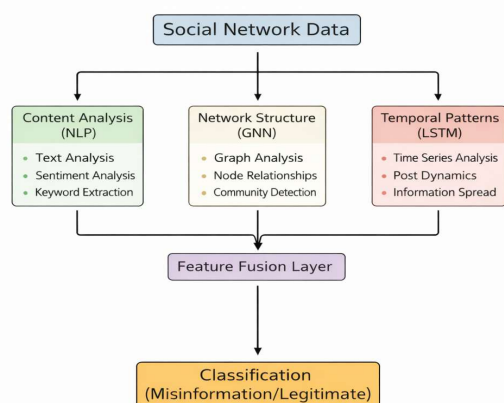 Social Network Data
Content Analysis
(NLP)
• Text Analysis
• Sentiment Analysis
• Keyword Extraction
Network Structure
(GNN)
• Graph Analysis
• Node Relationships
• Community Detection
Temporal Patterns
(LSTM)
• Time Series Analysis
• Post Dynamics
• Information Spread
Feature Fusion Layer
Classification
(Misinformation/Legitimate)